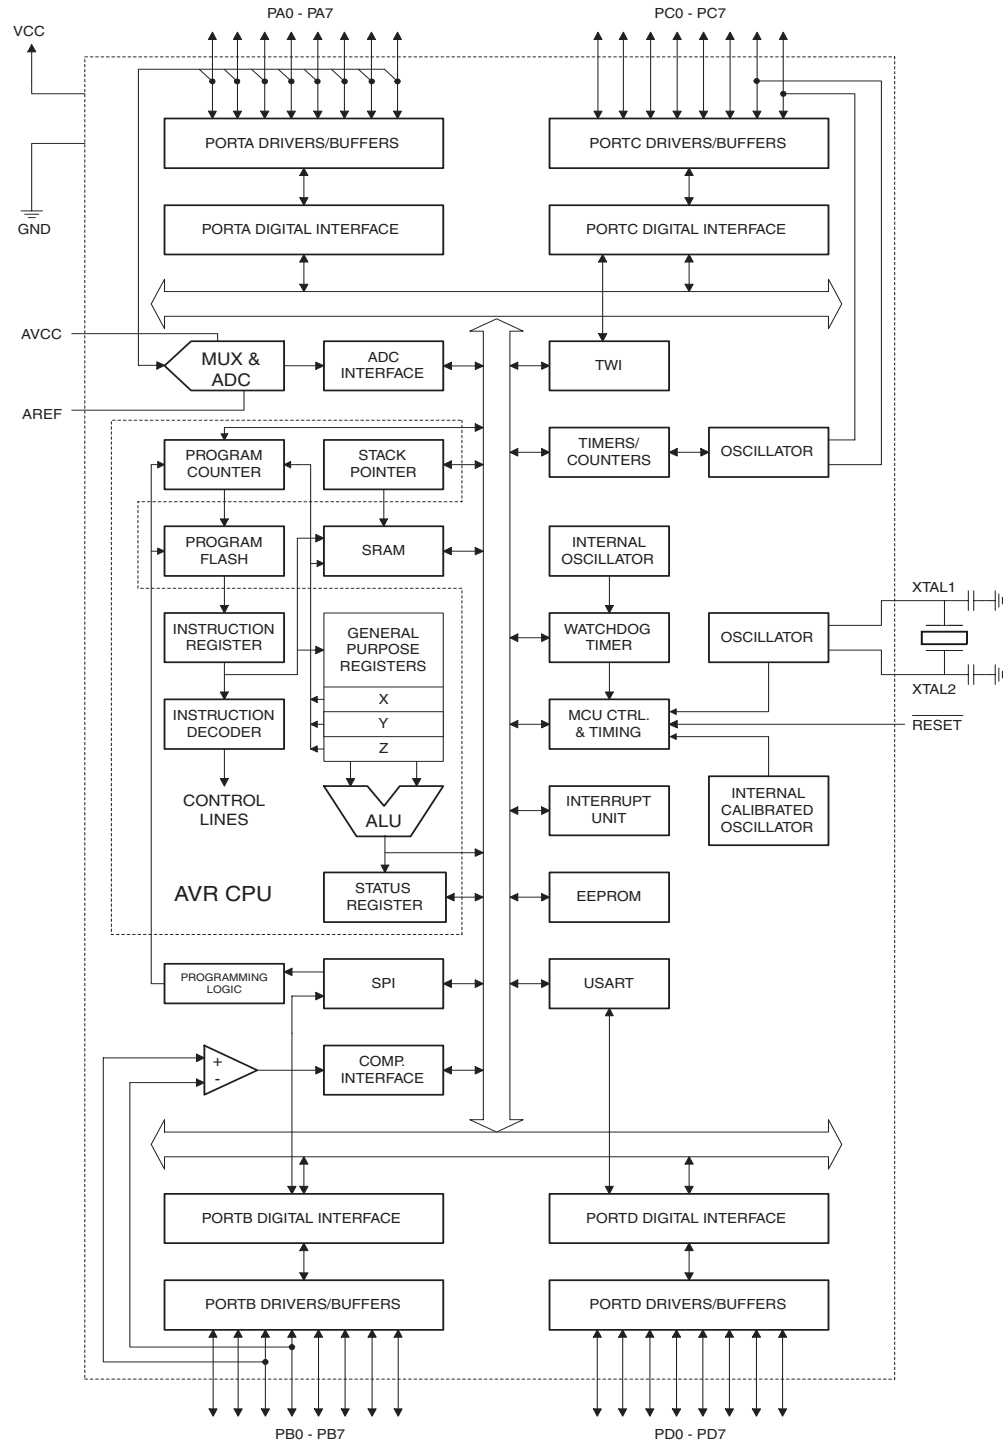 PA0 - PA7
PC0 - PC7
VCC
PORTA DRIVERS/BUFFERS
PORTC DRIVERS/BUFFERS
GND
PORTA DIGITAL INTERFACE
PORTC DIGITAL INTERFACE
AVCC
MUX &
ADC
ADC
INTERFACE
TWI
AREF
PROGRAM
COUNTER
STACK
POINTER
TIMERS/
COUNTERS
OSCILLATOR
PROGRAM
FLASH
SRAM
INTERNAL
OSCILLATOR
XTAL1
INSTRUCTION
REGISTER
GENERAL
PURPOSE
REGISTERS
WATCHDOG
TIMER
OSCILLATOR
XTAL2
X
Y
Z
INSTRUCTION
DECODER
MCU CTRL.
& TIMING
RESET
CONTROL
LINES
ALU
INTERRUPT
UNIT
INTERNAL
CALIBRATED
OSCILLATOR
AVR CPU
STATUS
REGISTER
EEPROM
PROGRAMMING
LOGIC
SPI
USART
+
-
COMP.
INTERFACE
PORTB DIGITAL INTERFACE
PORTD DIGITAL INTERFACE
PORTB DRIVERS/BUFFERS
PORTD DRIVERS/BUFFERS
PB0 - PB7
PD0 - PD7